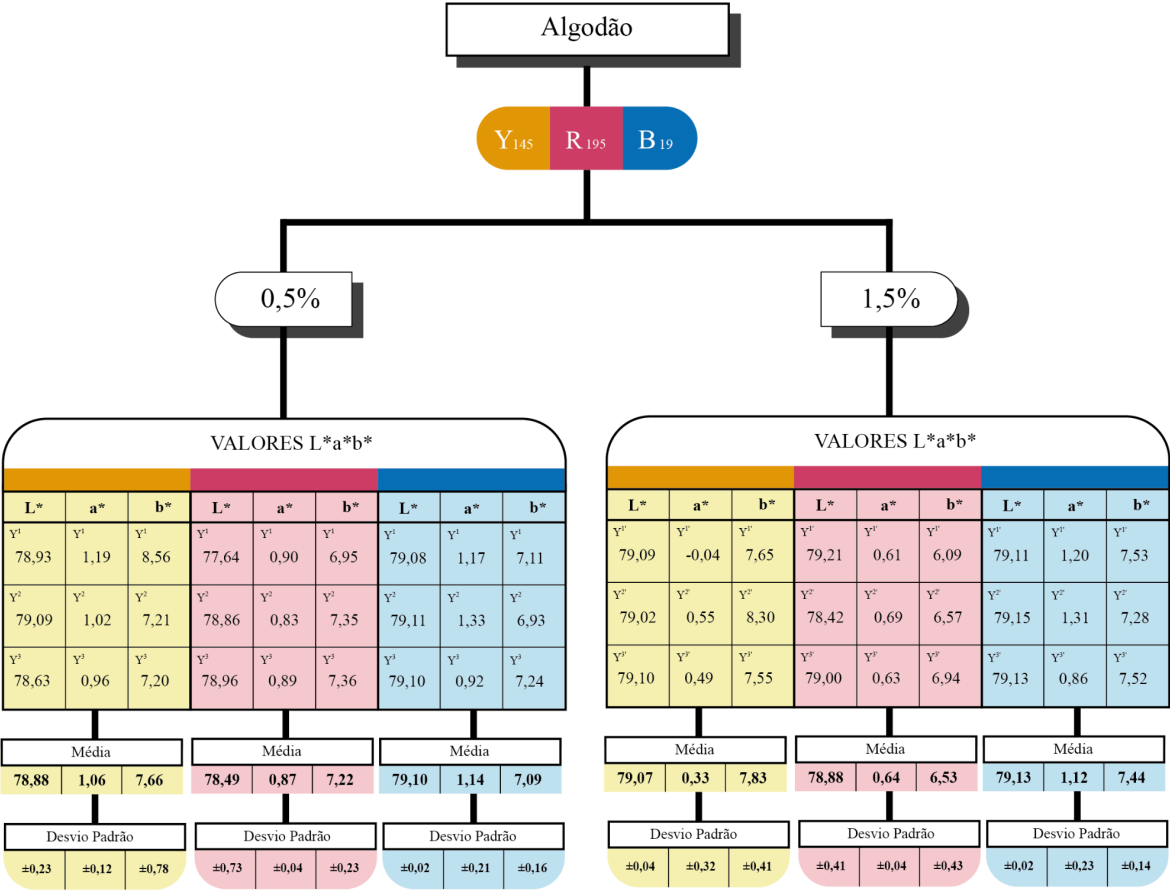 Algodão
Y145 R195 B19
0,5% 1,5%
VALORES L*a*b*
L* a* b* L* a* b* L* a* b*
Y1 Y1 Y1 Y1 Y1 Y1 Y1 Y1 Y1
78,93 1,19 8,56 77,64 0,90 6,95 79,08 1,17 7,11
Y2 Y2 Y2 Y2 Y2 Y2 Y2 Y2 Y2
79,09 1,02 7,21 78,86 0,83 7,35 79,11 1,33 6,93
Y3 Y3 Y3 Y3 Y3 Y3 Y3 Y3 Y3
78,63 0,96 7,20 78,96 0,89 7,36 79,10 0,92 7,24
Média Média Média
78,88 1,06 7,66 78,49 0,87 7,22 79,10 1,14 7,09
Desvio Padrão Desvio Padrão Desvio Padrão
±0,23 ±0,12 ±0,78 ±0,73 ±0,04 ±0,23 ±0,02 ±0,21 ±0,16
VALORES L*a*b*
L* a* b* L* a* b* L* a* b*
Y1' Y1' Y1' Y1' Y1' Y1' Y1' Y1' Y1'
79,09 -0,04 7,65 79,21 0,61 6,09 79,11 1,20 7,53
Y2' Y2' Y2' Y2' Y2' Y2' Y2' Y2' Y2'
79,02 0,55 8,30 78,42 0,69 6,57 79,15 1,31 7,28
Y3' Y3' Y3' Y3' Y3' Y3' Y3' Y3' Y3'
79,10 0,49 7,55 79,00 0,63 6,94 79,13 0,86 7,52
Média Média Média
79,07 0,33 7,83 78,88 0,64 6,53 79,13 1,12 7,44
Desvio Padrão Desvio Padrão Desvio Padrão
±0,04 ±0,32 ±0,41 ±0,41 ±0,04 ±0,43 ±0,02 ±0,23 ±0,14